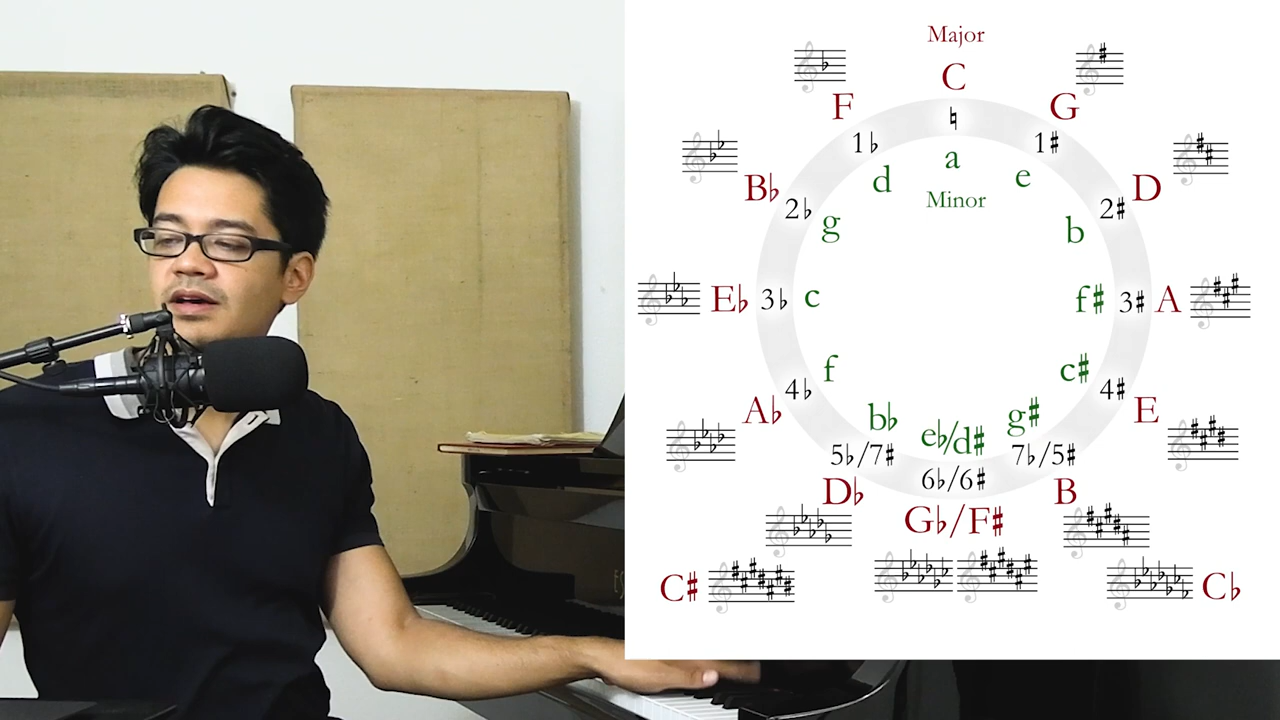 Major
C
F
G
♮
1♭
1♯
a
d
e
B♭
D
Minor
2♭
2♯
g
b
E♭
3♭
c
f♯
3♯
A
f
c♯
4♭
4♯
A♭
E
b♭
e♭/d♯
g♯
5♭/7♯
7♭/5♯
6♭/6♯
D♭
B
G♭/F♯
C♯
C♭